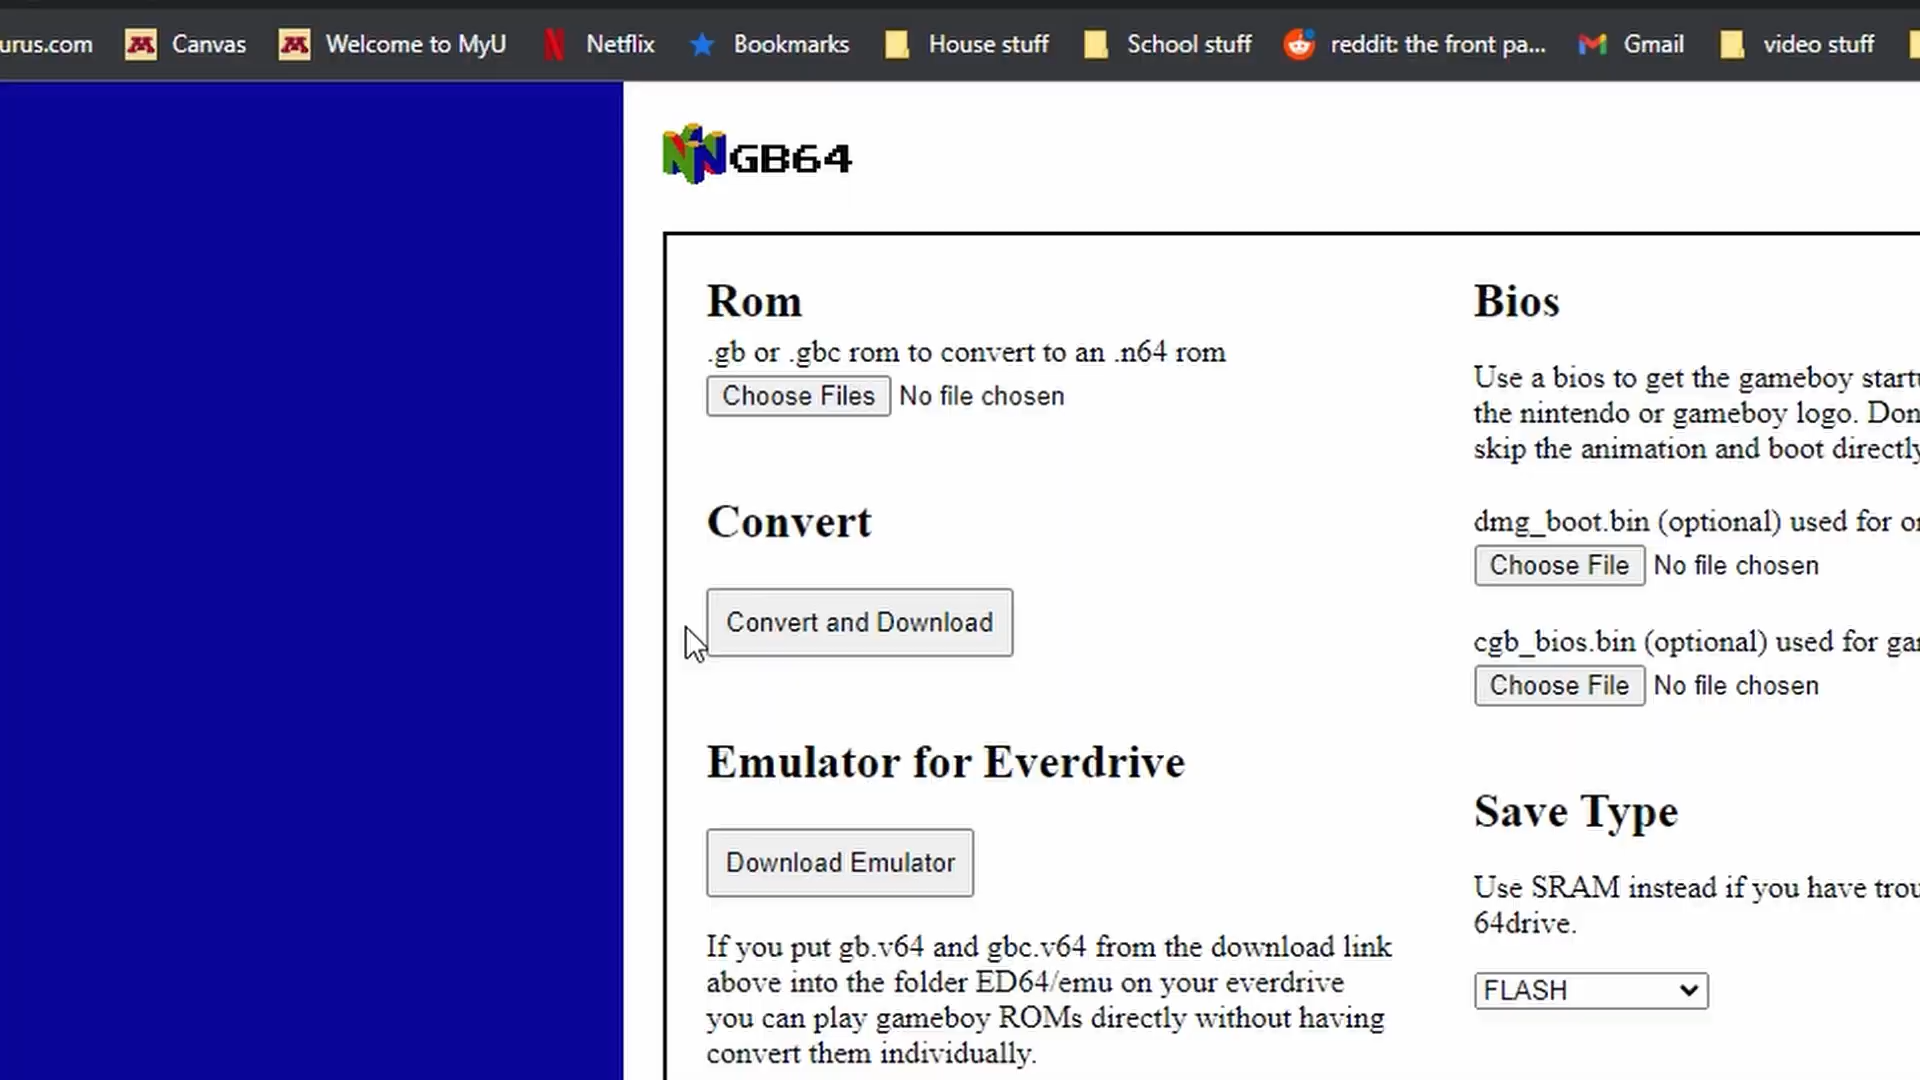 urus.com Canvas Welcome to MyU Netflix Bookmarks House stuff School stuff reddit: the front pa... Gmail video stuff
GB64
Rom
.gb or .gbc rom to convert to an .n64 rom
Choose Files No file chosen
Convert
Convert and Download
Emulator for Everdrive
Download Emulator
If you put gb.v64 and gbc.v64 from the download link
above into the folder ED64/emu on your everdrive
you can play gameboy ROMs directly without having
convert them individually.
Bios
Use a bios to get the gameboy startu
the nintendo or gameboy logo. Don
skip the animation and boot directly
dmg_boot.bin (optional) used for or
Choose File No file chosen
cgb_bios.bin (optional) used for gam
Choose File No file chosen
Save Type
Use SRAM instead if you have trou
64drive.
FLASH